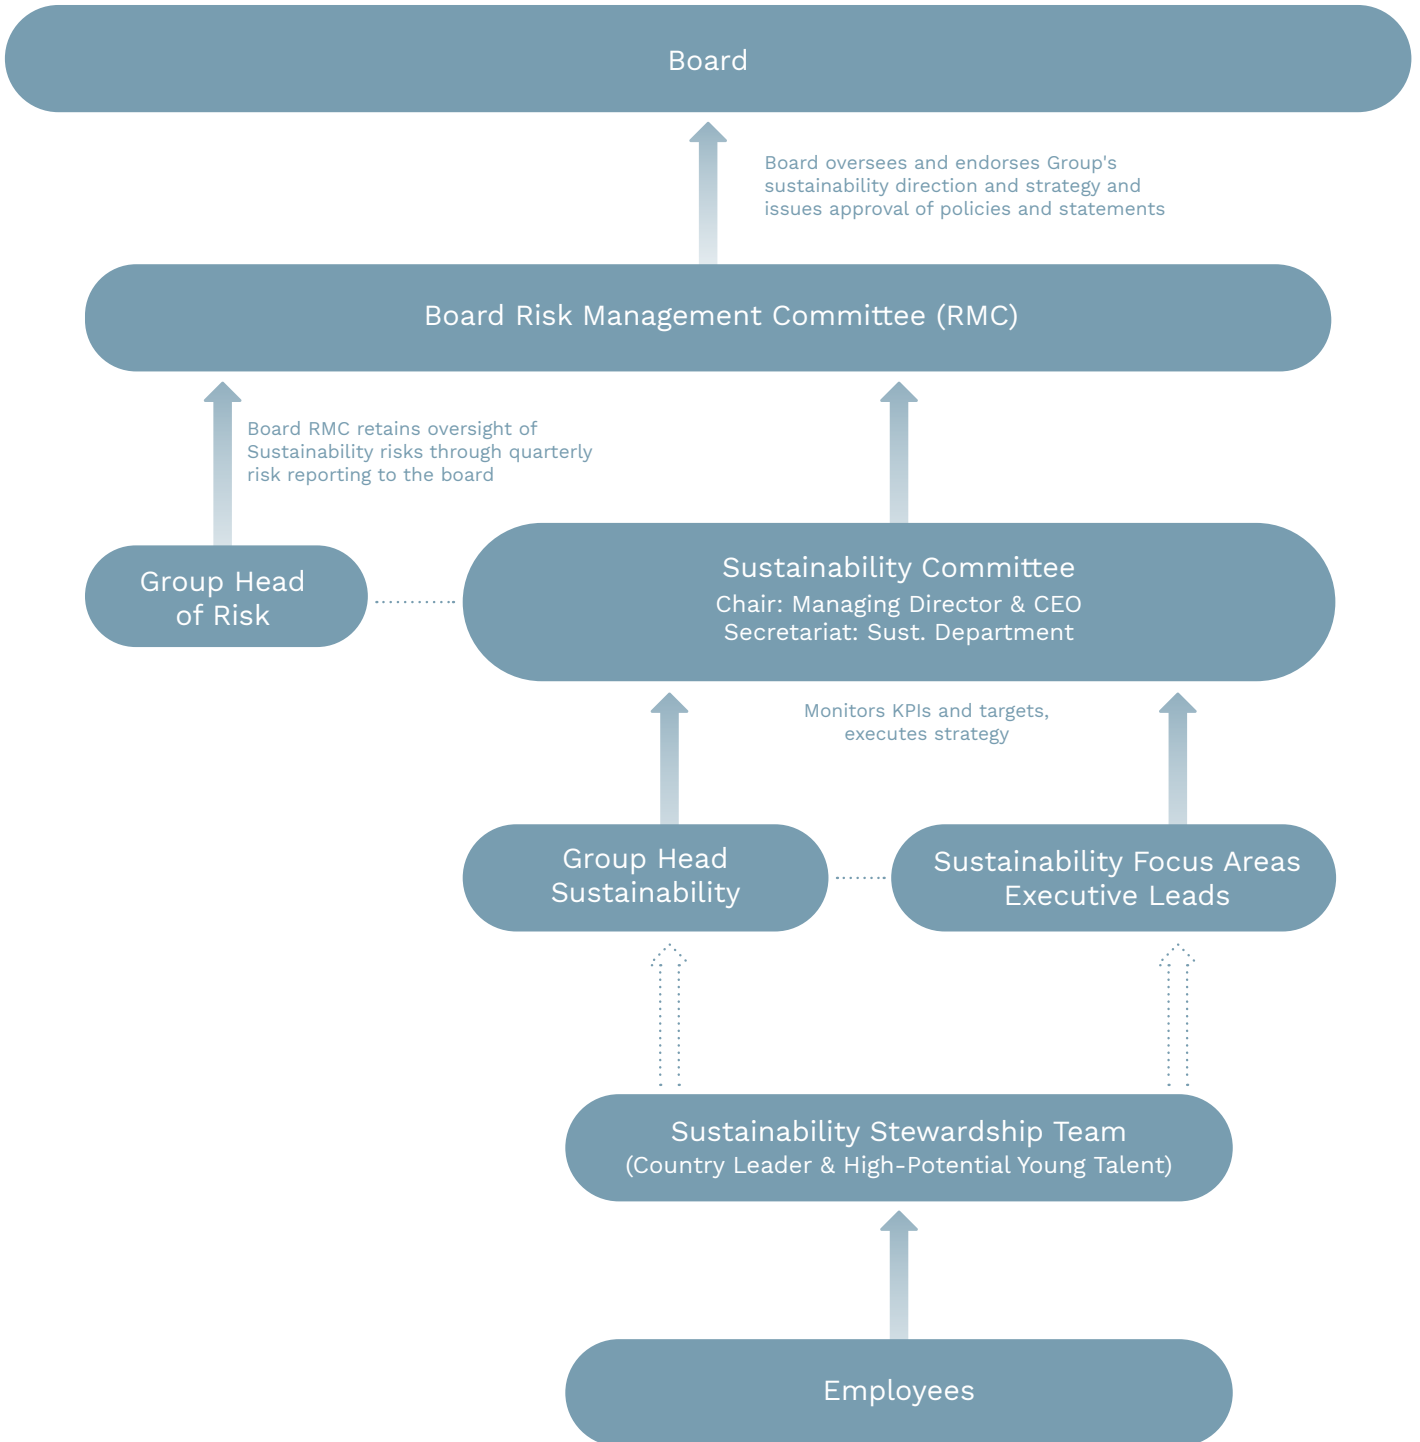 Board
Board oversees and endorses Group's
sustainability direction and strategy and
issues approval of policies and statements
Board Risk Management Committee (RMC)
Board RMC retains oversight of
Sustainability risks through quarterly
risk reporting to the board
Group Head
of Risk
Sustainability Committee
Chair: Managing Director & CEO
Secretariat: Sust. Department
Monitors KPIs and targets,
executes strategy
Group Head
Sustainability
Sustainability Focus Areas
Executive Leads
Sustainability Stewardship Team
(Country Leader & High-Potential Young Talent)
Employees